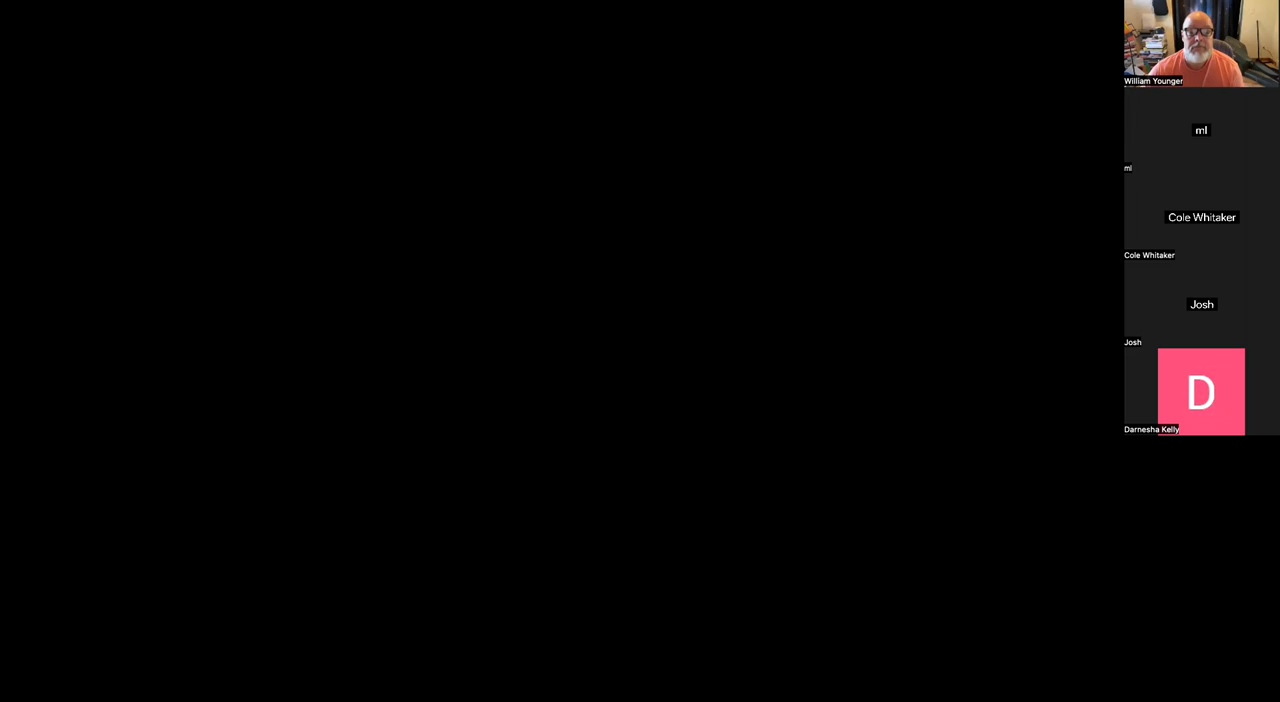 William Younger
ml
ml
Cole Whitaker
Cole Whitaker
Josh
Josh
D
Darnesha Kelly